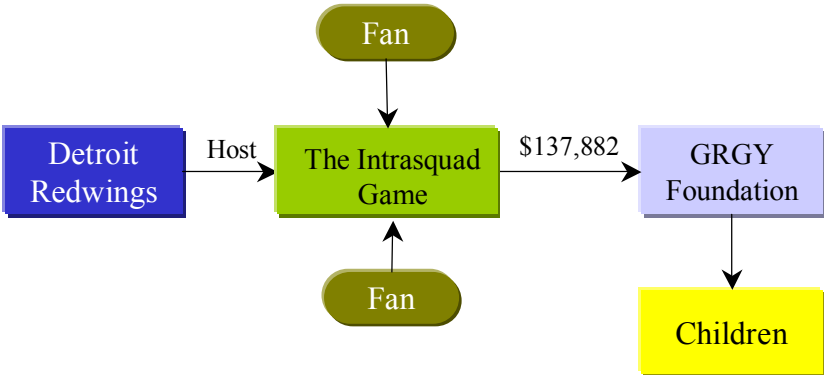 Fan
Detroit
Redwings
Host
The Intrasquad
Game
$137,882
GRGY
Foundation
Fan
Children